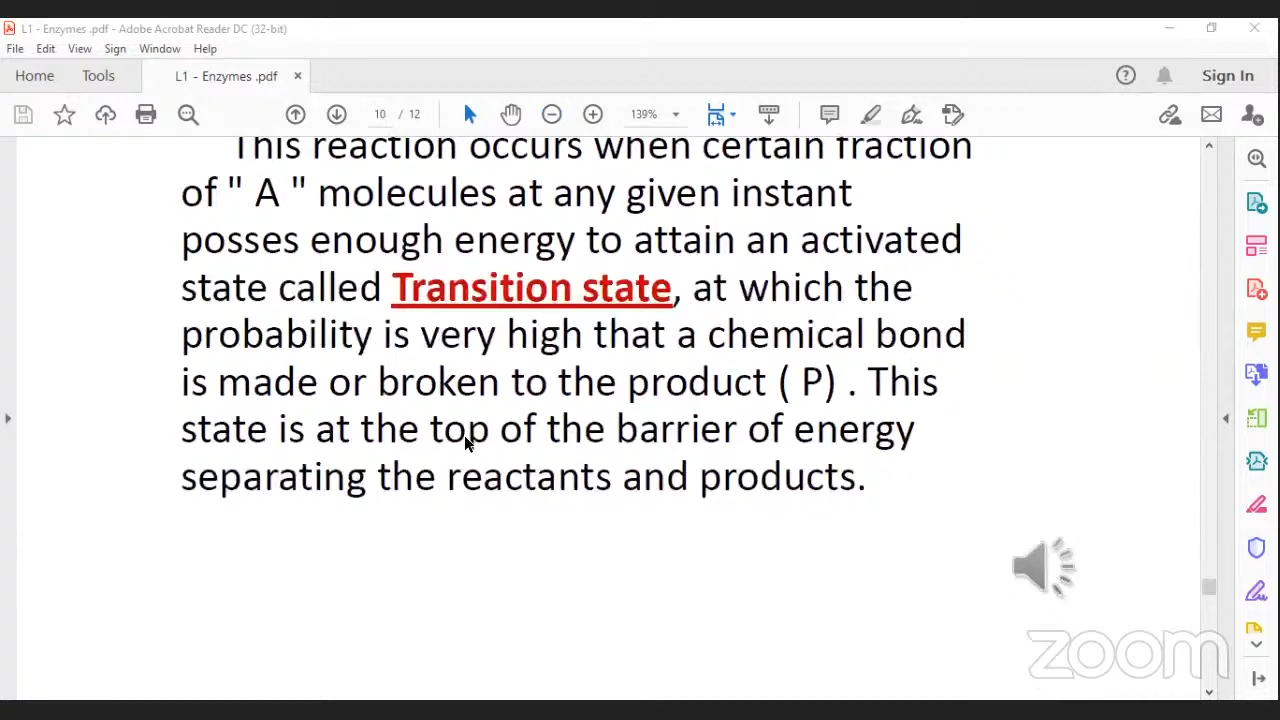 L1 - Enzymes .pdf - Adobe Acrobat Reader DC (32-bit)
File Edit View Sign Window Help
Home Tools L1 - Enzymes .pdf × Sign In
10 / 12 139%
This reaction occurs when certain fraction
of " A " molecules at any given instant
posses enough energy to attain an activated
state called Transition state, at which the
probability is very high that a chemical bond
is made or broken to the product ( P) . This
state is at the top of the barrier of energy
separating the reactants and products.
zoom